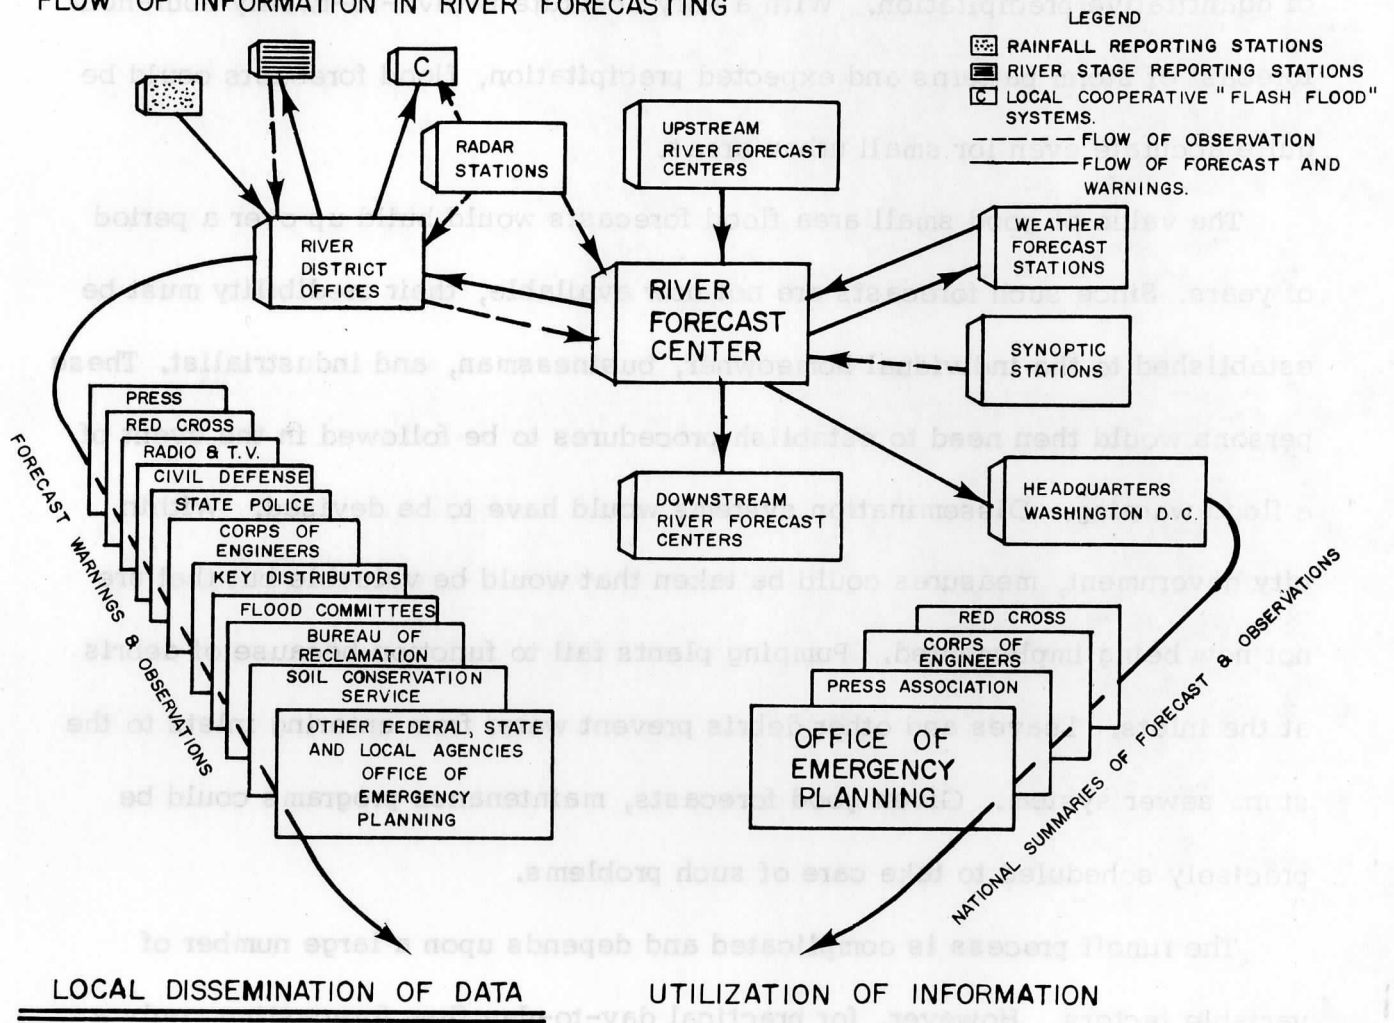 FLOW OF INFORMATION IN RIVER FORECASTING
LEGEND
RAINFALL REPORTING STATIONS
RIVER STAGE REPORTING STATIONS
C LOCAL COOPERATIVE "FLASH FLOOD"
SYSTEMS.
FLOW OF OBSERVATION
FLOW OF FORECAST AND
WARNINGS.
C
RADAR
STATIONS
UPSTREAM
RIVER FORECAST
CENTERS
WEATHER
FORECAST
STATIONS
RIVER
DISTRICT
OFFICES
RIVER
FORECAST
CENTER
SYNOPTIC
STATIONS
PRESS
RED CROSS
RADIO & T.V.
CIVIL DEFENSE
STATE POLICE
CORPS OF
ENGINEERS
KEY DISTRIBUTORS
FLOOD COMMITTEES
BUREAU OF
RECLAMATION
SOIL CONSERVATION
SERVICE
OTHER FEDERAL, STATE
AND LOCAL AGENCIES
OFFICE OF
EMERGENCY
PLANNING
FORECAST WARNINGS & OBSERVATIONS
DOWNSTREAM
RIVER FORECAST
CENTERS
HEADQUARTERS
WASHINGTON D.C.
RED CROSS
CORPS OF
ENGINEERS
PRESS ASSOCIATION
OFFICE OF
EMERGENCY
PLANNING
NATIONAL SUMMARIES OF FORECAST & OBSERVATIONS
LOCAL DISSEMINATION OF DATA
UTILIZATION OF INFORMATION